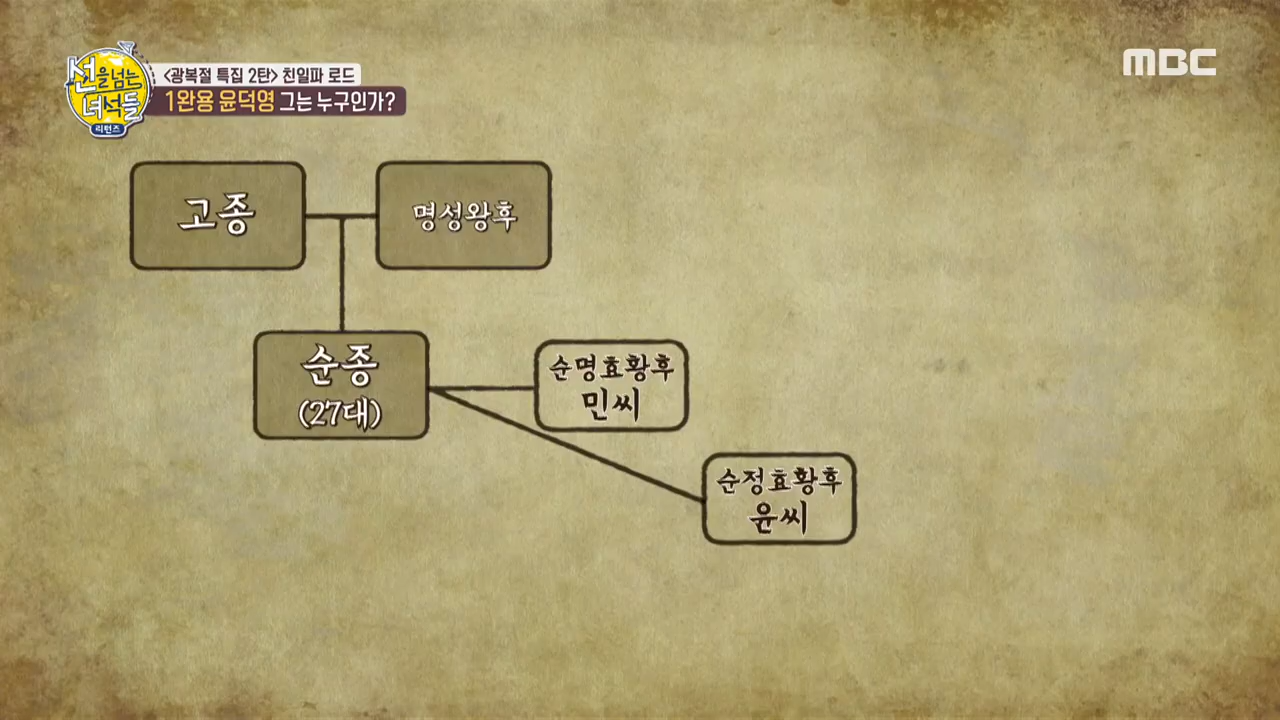 선을 넘는
녀석들
리턴즈
<광복절 특집 2탄> 친일파 로드
1완용 윤덕영 그는 누구인가?
MBC
고종
명성왕후
순종
(27대)
순명효황후
민씨
순정효황후
윤씨